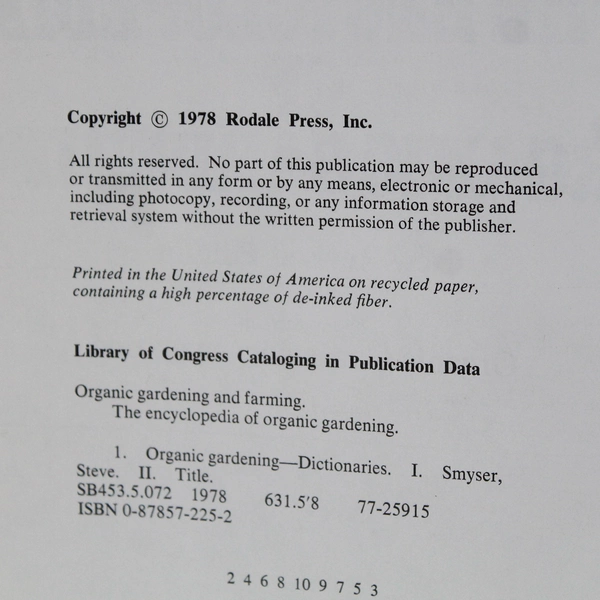 Copyright © 1978 Rodale Press, Inc.
All rights reserved. No part of this publication may be reproduced
or transmitted in any form or by any means, electronic or mechanical,
including photocopy, recording, or any information storage and
retrieval system without the written permission of the publisher.
Printed in the United States of America on recycled paper,
containing a high percentage of de-inked fiber.
Library of Congress Cataloging in Publication Data
Organic gardening and farming.
The encyclopedia of organic gardening.
1. Organic gardening—Dictionaries. I. Smyser,
Steve. II. Title.
SB453.5.072 1978 631.5'8 77-25915
ISBN 0-87857-225-2
2 4 6 8 10 9 7 5 3